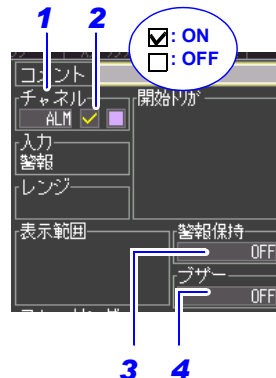 1
2
: ON
: OFF
コメント
チャネル
開始トリガ
ALM
入力
警報
レンジ
表示範囲
警報保持
OFF
ブザー
OFF
3
4